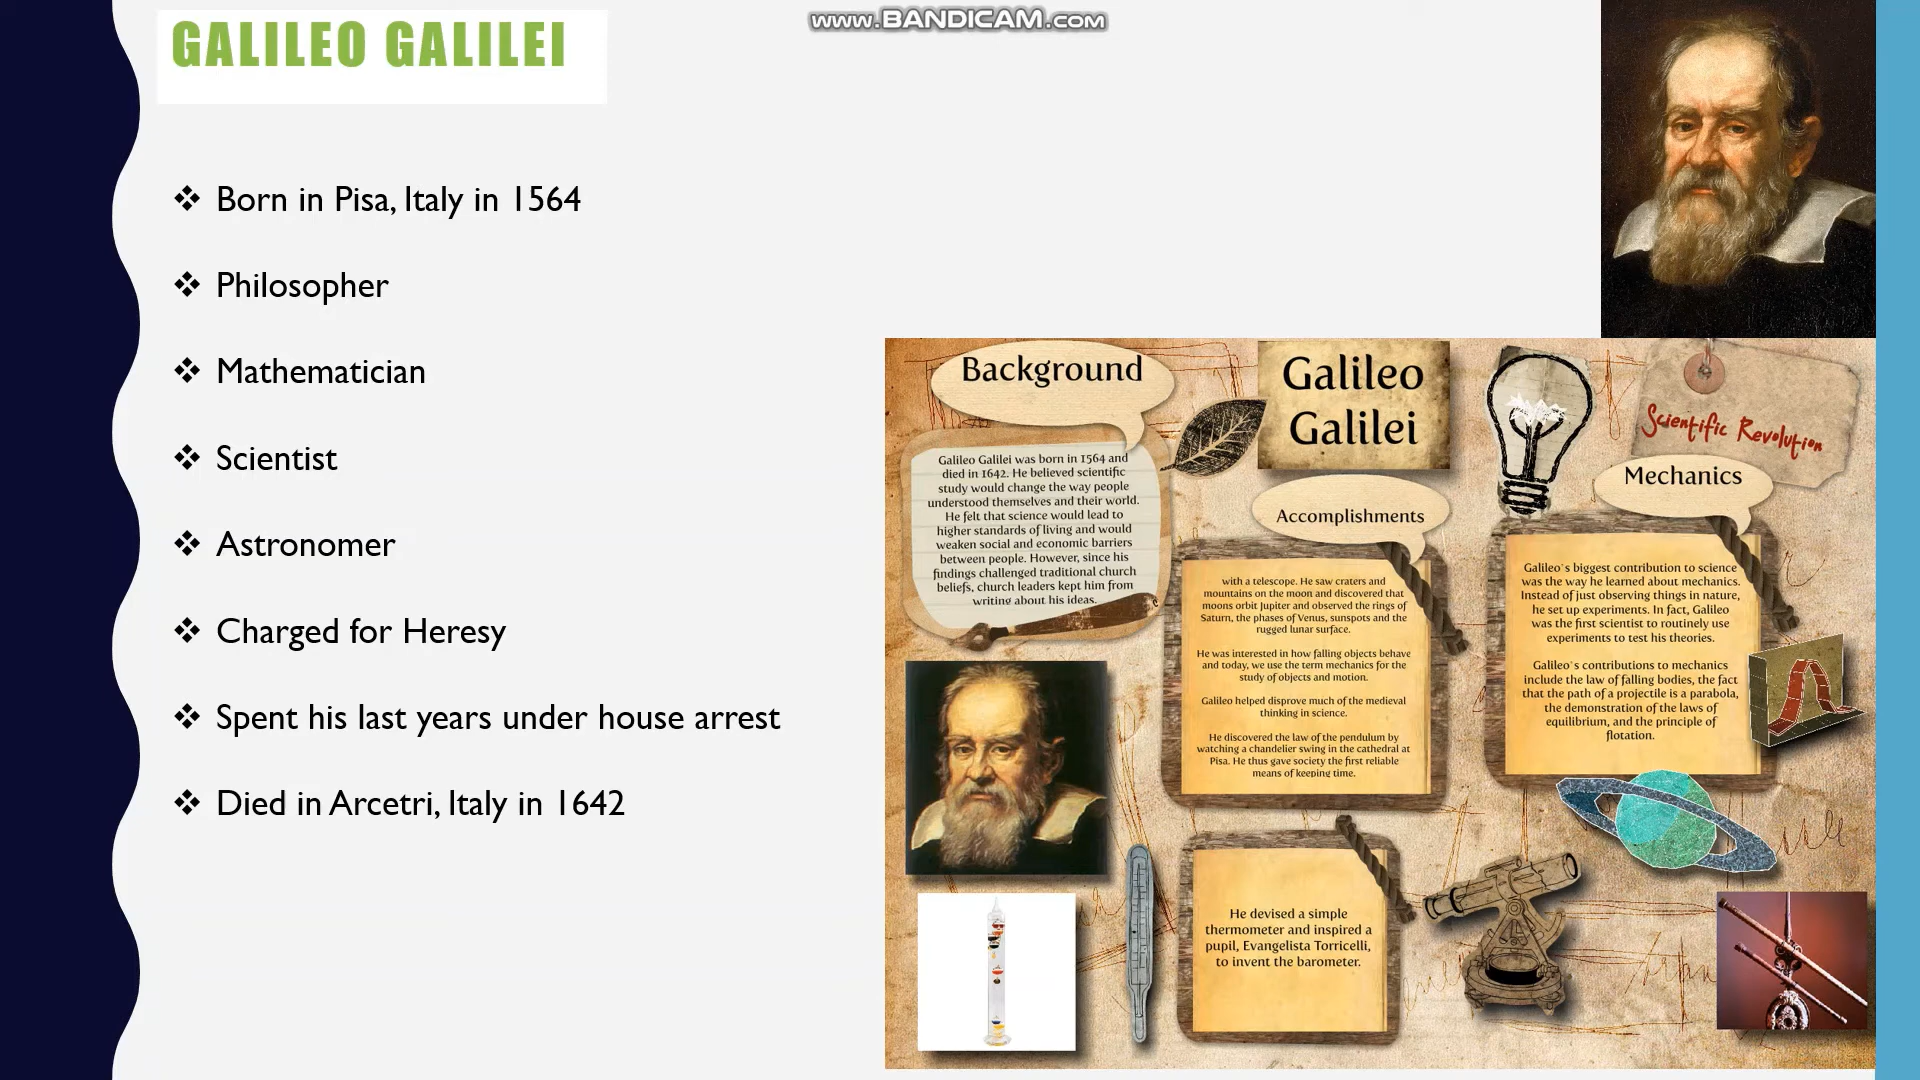 www.BANDICAM.com
GALILEO GALILEI
❖ Born in Pisa, Italy in 1564
❖ Philosopher
❖ Mathematician
❖ Scientist
❖ Astronomer
❖ Charged for Heresy
❖ Spent his last years under house arrest
❖ Died in Arcetri, Italy in 1642
Background
Galileo Galilei was born in 1564 and
died in 1642. He believed scientific
study would change the way people
understood themselves and their world.
He felt that science would lead to
higher standards of living and would
weaken social and economic barriers
between people. However, since his
findings challenged traditional church
beliefs, church leaders kept him from
writing about his ideas.
Galileo
Galilei
Scientific Revolution
Accomplishments
with a telescope. He saw craters and
mountains on the moon and discovered that
moons orbit Jupiter and observed the rings of
Saturn, the phases of Venus, sunspots and the
rugged lunar surface.
He was interested in how falling objects behave
and today, we use the term mechanics for the
study of objects and motion.
Galileo helped disprove much of the medieval
thinking in science.
He discovered the law of the pendulum by
watching a chandelier swing in the cathedral at
Pisa. He thus gave society the first reliable
means of keeping time.
Mechanics
Galileo's biggest contribution to science
was the way he learned about mechanics.
Instead of just observing things in nature,
he set up experiments. In fact, Galileo
was the first scientist to routinely use
experiments to test his theories.
Galileo's contributions to mechanics
include the law of falling bodies, the fact
that the path of a projectile is a parabola,
the demonstration of the laws of
equilibrium, and the principle of
flotation.
He devised a simple
thermometer and inspired a
pupil, Evangelista Torricelli,
to invent the barometer.